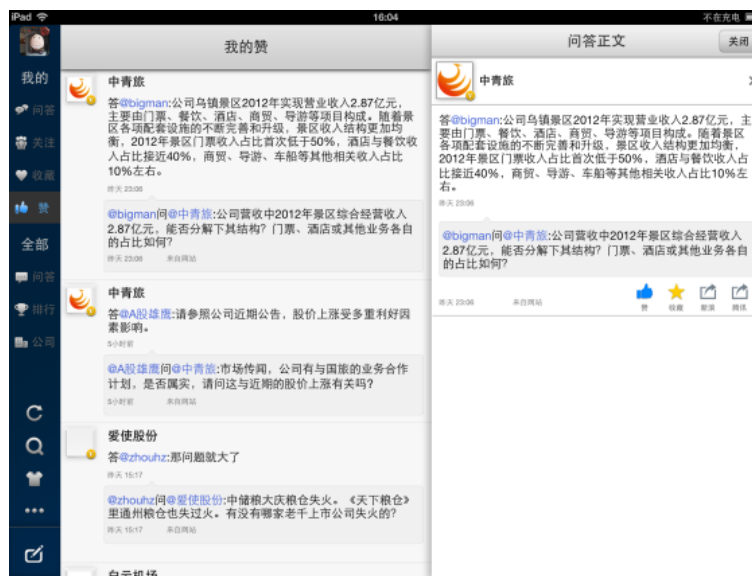 iPad
16:04
不在充电
我的
问答
关注
收藏
赞
全部
问答
排行
公司
我的赞
中青旅
答@bigman:公司乌镇景区2012年实现营业收入2.87亿元，
主要由门票、餐饮、酒店、商贸、导游等项目构成。随着景
区各项配套设施的不断完善和升级，景区收入结构更加均
衡，2012年景区门票收入占比首次低于50%，酒店与餐饮收
入占比接近40%，商贸、导游、车船等其他相关收入占比
10%左右。
昨天 23:06
@bigman问@中青旅:公司营收中2012年景区综合经营收入
2.87亿元，能否分解下其结构？门票、酒店或其他业务各自
的占比如何？
昨天 23:06 来自网站
中青旅
答@A股雄鹰:请参照公司近期公告，股价上涨受多重利好因
素影响。
5小时前
@A股雄鹰问@中青旅:市场传闻，公司有与国旅的业务合作
计划，是否属实，请问这与近期的股价上涨有关吗？
5小时前 来自网站
爱使股份
答@zhouhz:那问题就大了
昨天 15:17
@zhouhz问@爱使股份:中储粮大庆粮仓失火。《天下粮仓》
里通州粮仓也失过火。有没有哪家老千上市公司失火的？
昨天 15:17 来自网站
白云机场
问答正文
关闭
中青旅
答@bigman:公司乌镇景区2012年实现营业收入2.87亿元，主
要由门票、餐饮、酒店、商贸、导游等项目构成。随着景区
各项配套设施的不断完善和升级，景区收入结构更加均衡，
2012年景区门票收入占比首次低于50%，酒店与餐饮收入占
比接近40%，商贸、导游、车船等其他相关收入占比10%左
右。
昨天 23:06
@bigman问@中青旅:公司营收中2012年景区综合经营收入
2.87亿元，能否分解下其结构？门票、酒店或其他业务各自
的占比如何？
昨天 23:06 来自网站
赞 收藏 新浪 腾讯